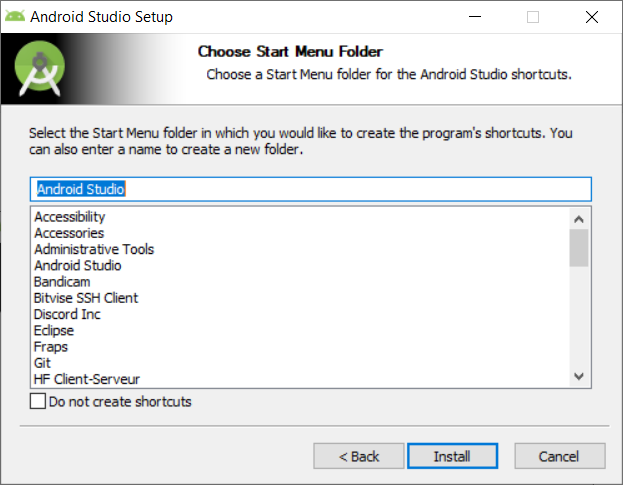 Android Studio Setup
Choose Start Menu Folder
Choose a Start Menu folder for the Android Studio shortcuts.
Select the Start Menu folder in which you would like to create the program's shortcuts. You
can also enter a name to create a new folder.
Android Studio
Accessibility
Accessories
Administrative Tools
Android Studio
Bandicam
Bitvise SSH Client
Discord Inc
Eclipse
Fraps
Git
HF Client-Serveur
Do not create shortcuts
< Back
Install
Cancel